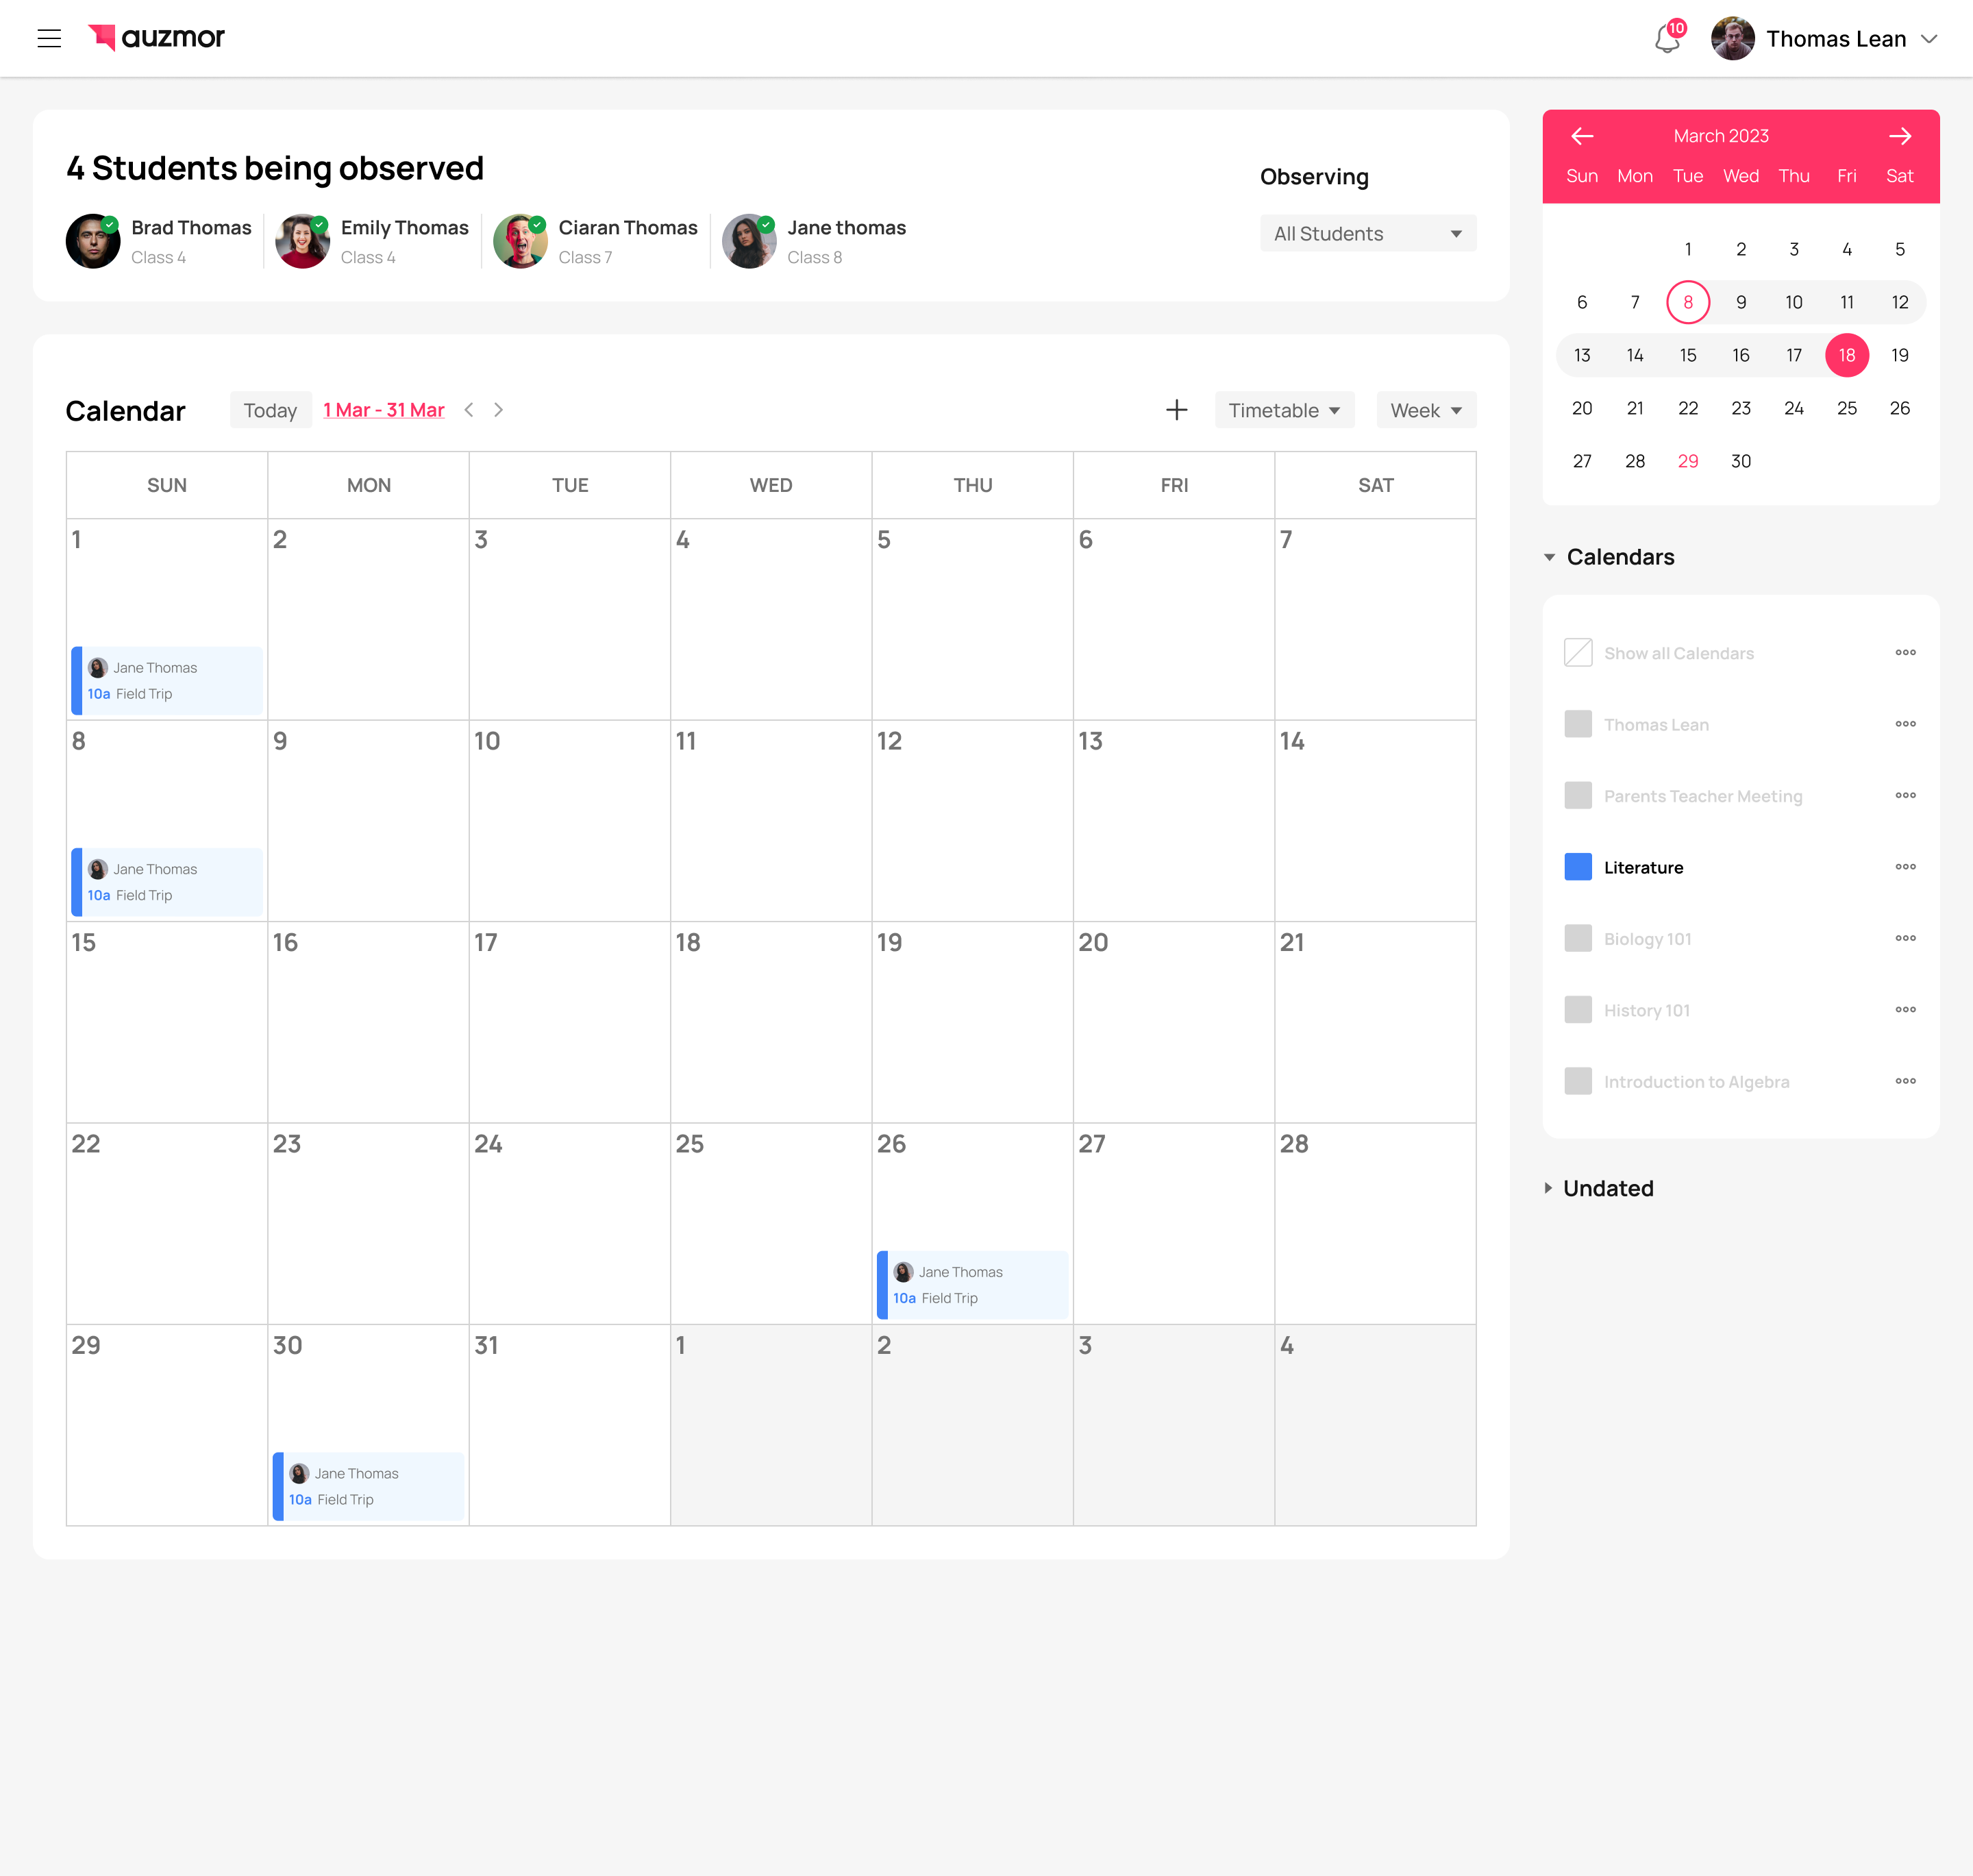 auzmor
10
Thomas Lean
4 Students being observed
Brad Thomas
Class 4
Emily Thomas
Class 4
Ciaran Thomas
Class 7
Jane thomas
Class 8
Observing
All Students
Calendar
Today
1 Mar - 31 Mar
Timetable
Week
SUN MON TUE WED THU FRI SAT
1 2 3 4 5 6 7
Jane Thomas
10a Field Trip
8 9 10 11 12 13 14
Jane Thomas
10a Field Trip
15 16 17 18 19 20 21
22 23 24 25 26 27 28
Jane Thomas
10a Field Trip
29 30 31 1 2 3 4
Jane Thomas
10a Field Trip
March 2023
Sun Mon Tue Wed Thu Fri Sat
1 2 3 4 5
6 7 8 9 10 11 12
13 14 15 16 17 18 19
20 21 22 23 24 25 26
27 28 29 30
Calendars
Show all Calendars
Thomas Lean
Parents Teacher Meeting
Literature
Biology 101
History 101
Introduction to Algebra
Undated